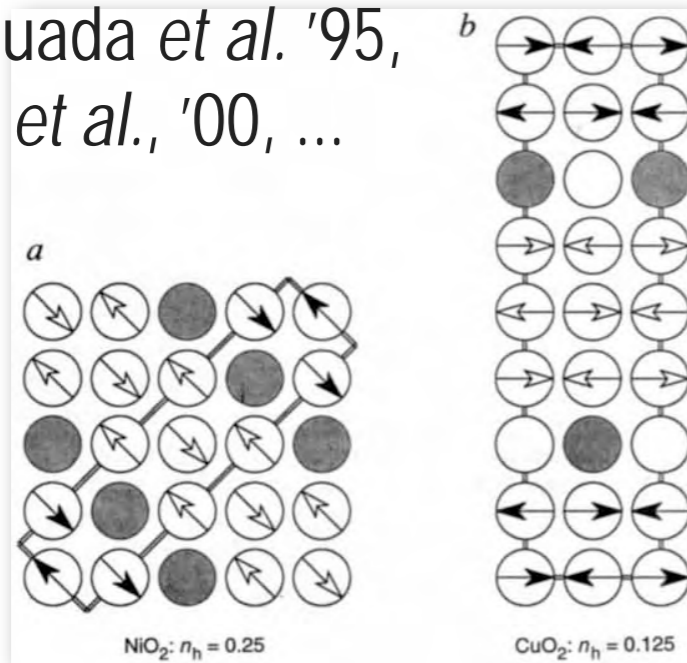 uada et al. '95,
et al., '00, ...
a
b
NiO₂: nₕ = 0.25
CuO₂: nₕ = 0.125